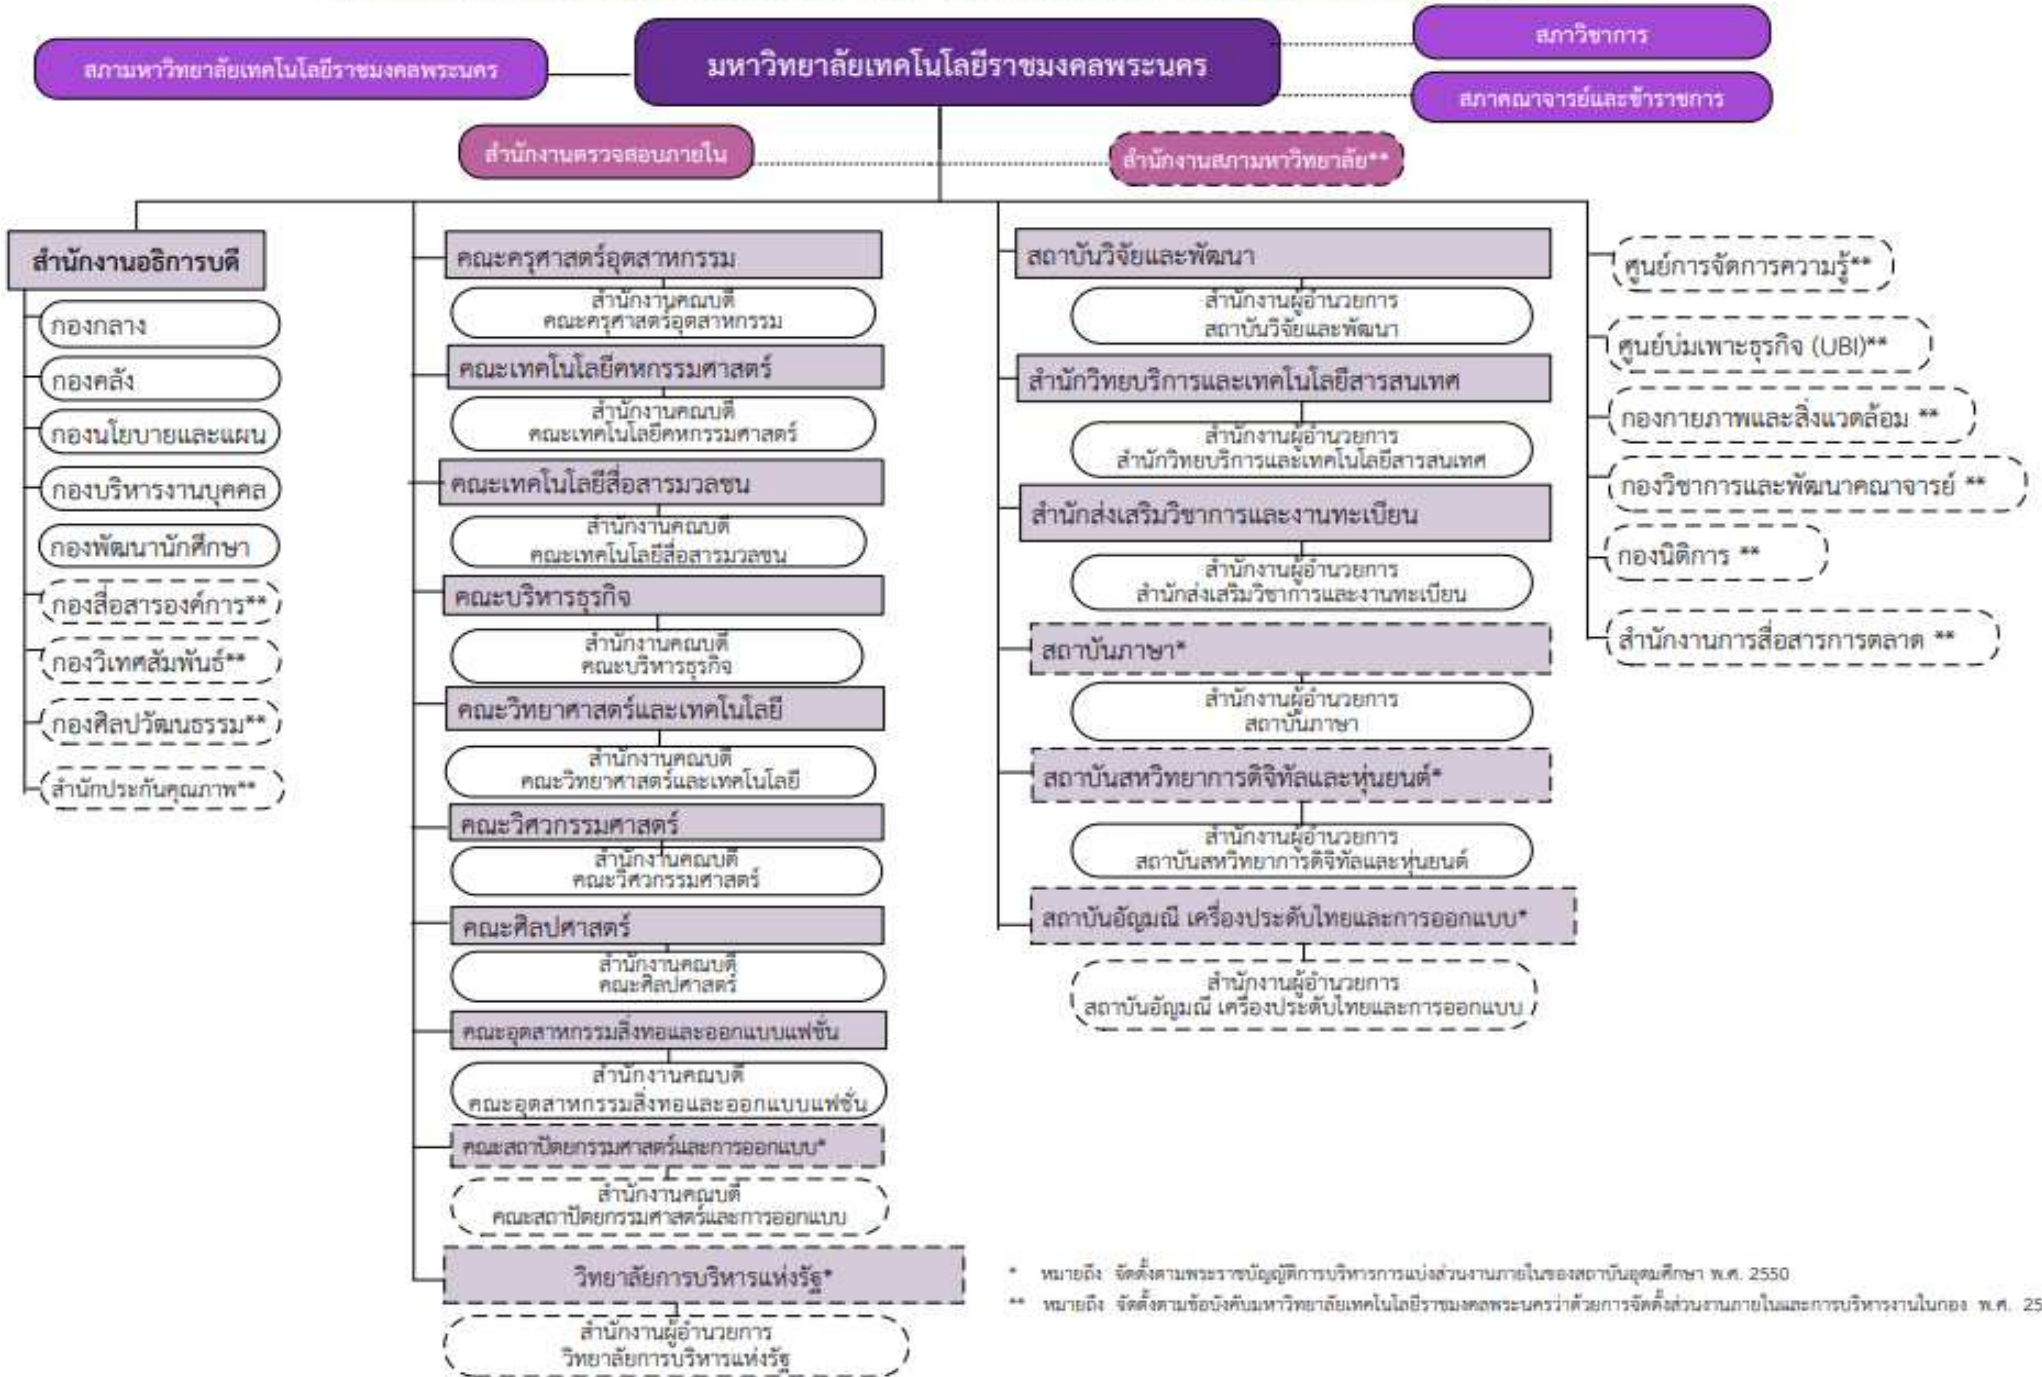 สภามหาวิทยาลัยเทคโนโลยีราชมงคลพระนคร
มหาวิทยาลัยเทคโนโลยีราชมงคลพระนคร
สภาวิชาการ
สภาคณาจารย์และข้าราชการ
สำนักงานตรวจสอบภายใน
สำนักงานสภามหาวิทยาลัย**
สำนักงานอธิการบดี
กองกลาง
กองคลัง
กองนโยบายและแผน
กองบริหารงานบุคคล
กองพัฒนานักศึกษา
กองสื่อสารองค์การ**
กองวิเทศสัมพันธ์**
กองศิลปวัฒนธรรม**
สำนักประกันคุณภาพ**
คณะครุศาสตร์อุตสาหกรรม
สำนักงานคณบดี
คณะครุศาสตร์อุตสาหกรรม
คณะเทคโนโลยีคหกรรมศาสตร์
สำนักงานคณบดี
คณะเทคโนโลยีคหกรรมศาสตร์
คณะเทคโนโลยีสื่อสารมวลชน
สำนักงานคณบดี
คณะเทคโนโลยีสื่อสารมวลชน
คณะบริหารธุรกิจ
สำนักงานคณบดี
คณะบริหารธุรกิจ
คณะวิทยาศาสตร์และเทคโนโลยี
สำนักงานคณบดี
คณะวิทยาศาสตร์และเทคโนโลยี
คณะวิศวกรรมศาสตร์
สำนักงานคณบดี
คณะวิศวกรรมศาสตร์
คณะศิลปศาสตร์
สำนักงานคณบดี
คณะศิลปศาสตร์
คณะอุตสาหกรรมสิ่งทอและออกแบบแฟชั่น
สำนักงานคณบดี
คณะอุตสาหกรรมสิ่งทอและออกแบบแฟชั่น
คณะสถาปัตยกรรมศาสตร์และการออกแบบ*
สำนักงานคณบดี
คณะสถาปัตยกรรมศาสตร์และการออกแบบ
วิทยาลัยการบริหารแห่งรัฐ*
สำนักงานผู้อำนวยการ
วิทยาลัยการบริหารแห่งรัฐ
สถาบันวิจัยและพัฒนา
สำนักงานผู้อำนวยการ
สถาบันวิจัยและพัฒนา
สำนักวิทยบริการและเทคโนโลยีสารสนเทศ
สำนักงานผู้อำนวยการ
สำนักวิทยบริการและเทคโนโลยีสารสนเทศ
สำนักส่งเสริมวิชาการและงานทะเบียน
สำนักงานผู้อำนวยการ
สำนักส่งเสริมวิชาการและงานทะเบียน
สถาบันภาษา*
สำนักงานผู้อำนวยการ
สถาบันภาษา
สถาบันสหวิทยาการดิจิทัลและหุ่นยนต์*
สำนักงานผู้อำนวยการ
สถาบันสหวิทยาการดิจิทัลและหุ่นยนต์
สถาบันอัญมณี เครื่องประดับไทยและการออกแบบ*
สำนักงานผู้อำนวยการ
สถาบันอัญมณี เครื่องประดับไทยและการออกแบบ
ศูนย์การจัดการความรู้**
ศูนย์บ่มเพาะธุรกิจ (UBI)**
กองกายภาพและสิ่งแวดล้อม **
กองวิชาการและพัฒนาคณาจารย์ **
กองนิติการ **
สำนักงานการสื่อสารการตลาด **
* หมายถึง จัดตั้งตามพระราชบัญญัติการบริหารการแบ่งส่วนงานภายในของสถาบันอุดมศึกษา พ.ศ. 2550
** หมายถึง จัดตั้งตามข้อบังคับมหาวิทยาลัยเทคโนโลยีราชมงคลพระนครว่าด้วยการจัดตั้งส่วนงานภายในและการบริหารงานในกอง พ.ศ. 25